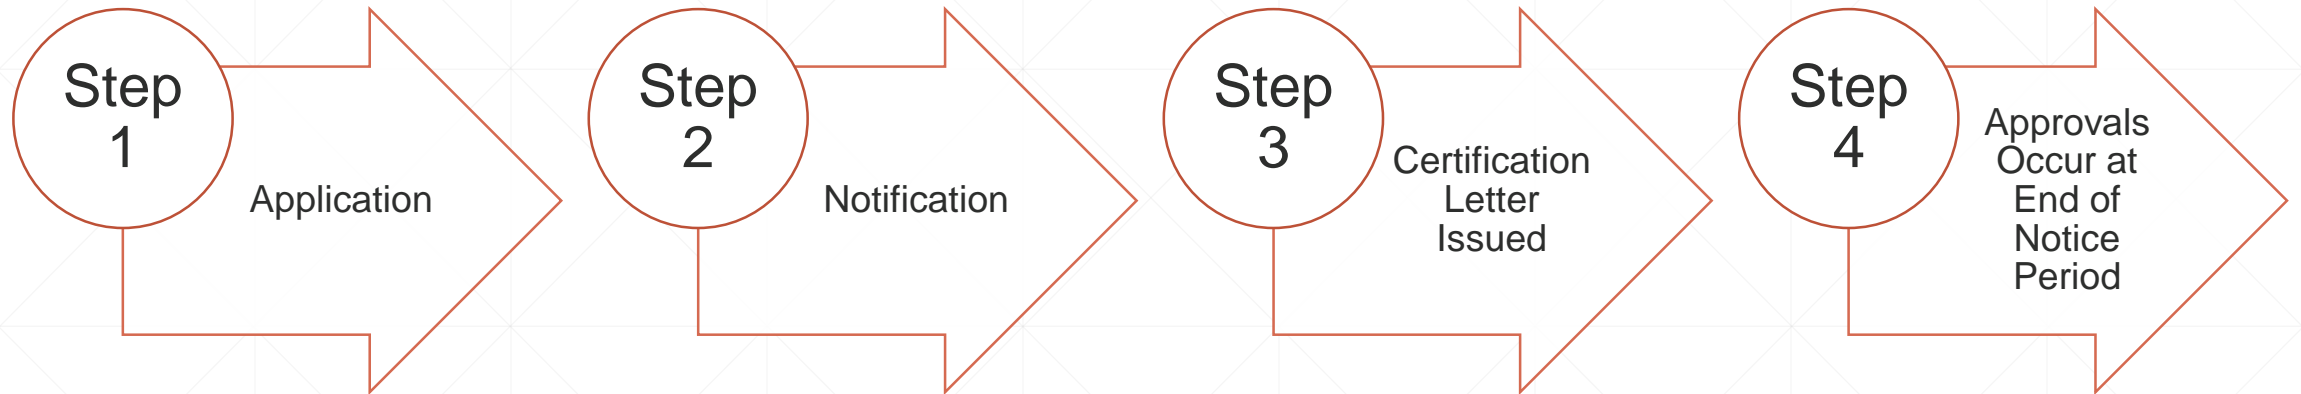 Step
1
Application
Step
2
Notification
Step
3
Certification
Letter
Issued
Step
4
Approvals
Occur at
End of
Notice
Period